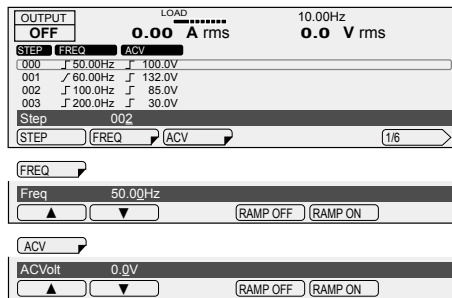 OUTPUT LOAD 10.00Hz
OFF 0.00 A rms 0.0 V rms
STEP FREQ ACV
000 50.00Hz 100.0V
001 60.00Hz 132.0V
002 100.0Hz 85.0V
003 200.0Hz 30.0V
Step 002
STEP FREQ ACV 1/6
FREQ
Freq 50.00Hz
▲ ▼ RAMP OFF RAMP ON
ACV
ACVolt 0.0V
▲ ▼ RAMP OFF RAMP ON